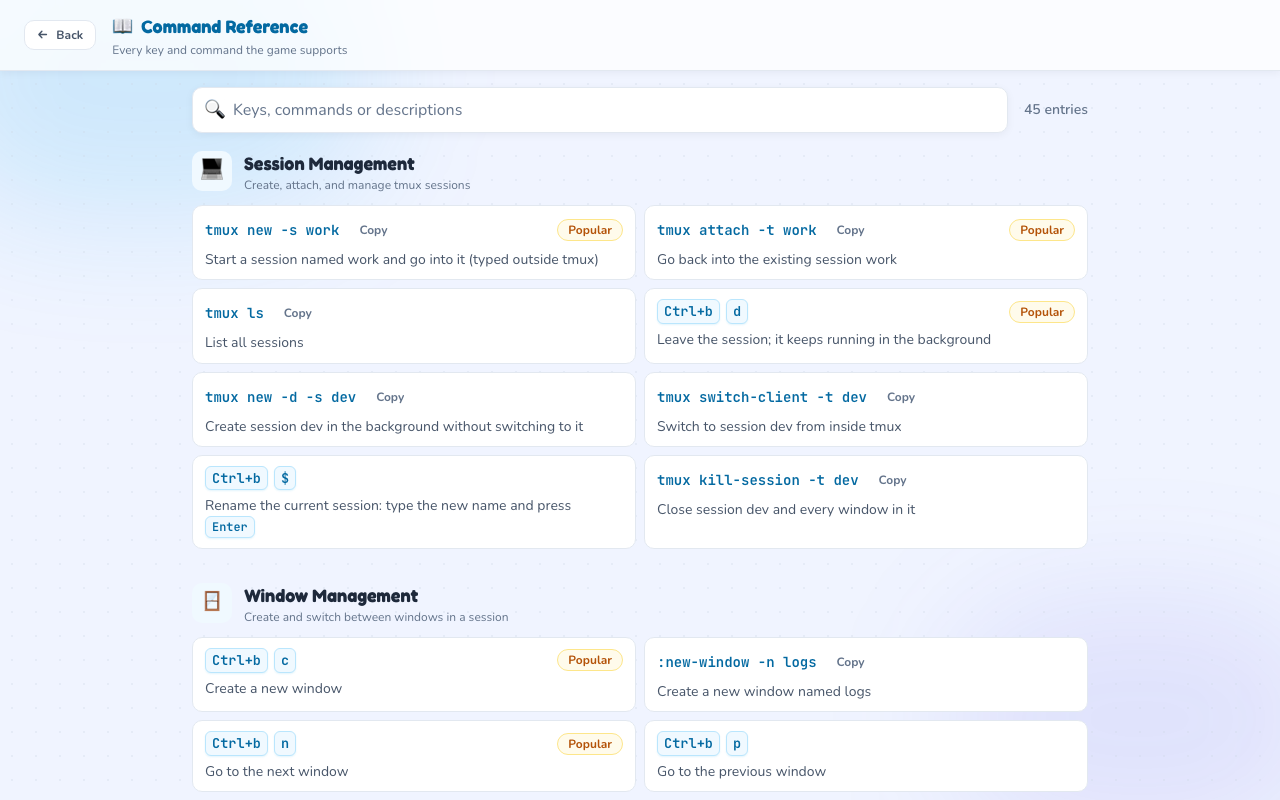 ← Back
📖 Command Reference
Every key and command the game supports
🔍 Keys, commands or descriptions
45 entries
Session Management
Create, attach, and manage tmux sessions
tmux new -s work Copy Popular
Start a session named work and go into it (typed outside tmux)
tmux attach -t work Copy Popular
Go back into the existing session work
tmux ls Copy
List all sessions
Ctrl+b d Popular
Leave the session; it keeps running in the background
tmux new -d -s dev Copy
Create session dev in the background without switching to it
tmux switch-client -t dev Copy
Switch to session dev from inside tmux
Ctrl+b $
Rename the current session: type the new name and press
Enter
tmux kill-session -t dev Copy
Close session dev and every window in it
Window Management
Create and switch between windows in a session
Ctrl+b c Popular
Create a new window
:new-window -n logs Copy
Create a new window named logs
Ctrl+b n Popular
Go to the next window
Ctrl+b p
Go to the previous window